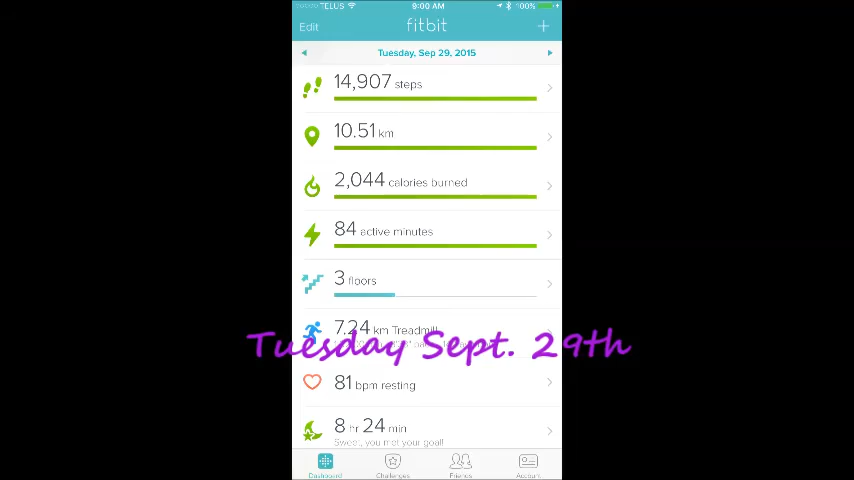 TELUS 9:00 AM 100%
Edit fitbit +
Tuesday, Sep 29, 2015
14,907 steps
10.51 km
2,044 calories burned
84 active minutes
3 floors
7.24 km Treadmill
Tuesday Sept. 29th
81 bpm resting
8 hr 24 min
Sweet, you met your goal!
Dashboard Challenges Friends Account